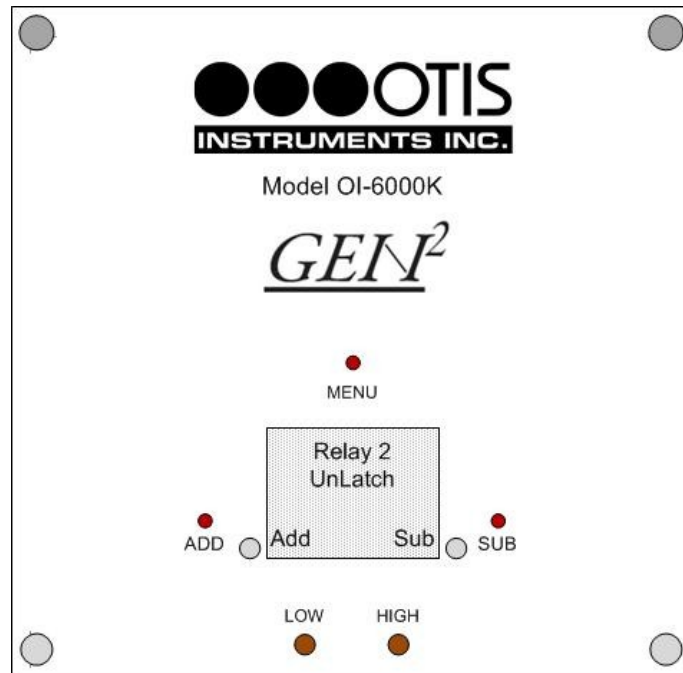 OTIS
INSTRUMENTS INC.
Model OI-6000K
GEN²
MENU
Relay 2
UnLatch
ADD Add Sub SUB
LOW HIGH